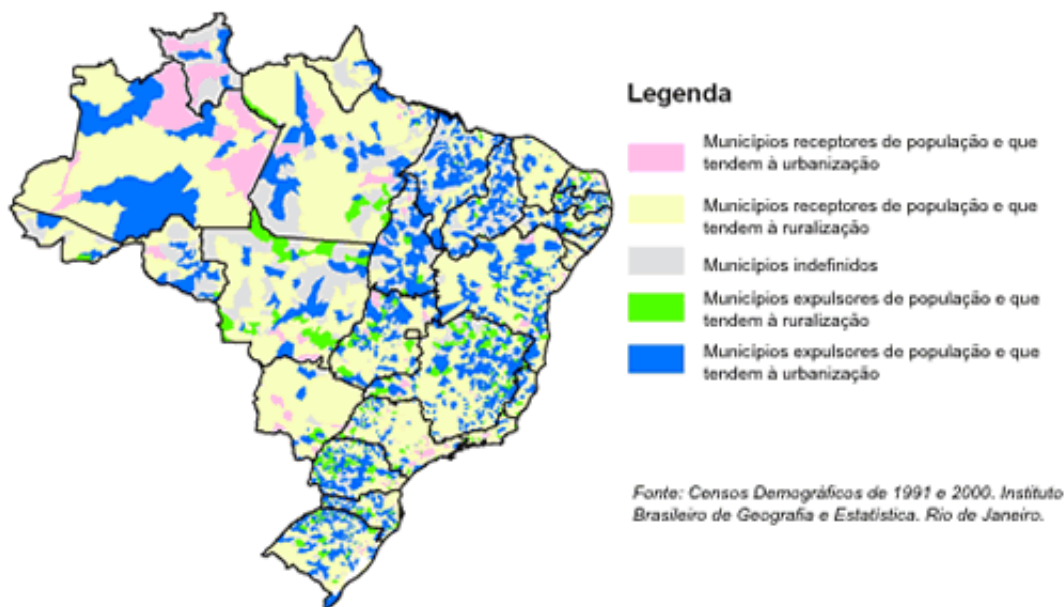 Legenda
Municípios receptores de população e que
tendem à urbanização
Municípios receptores de população e que
tendem à ruralização
Municípios indefinidos
Municípios expulsores de população e que
tendem à ruralização
Municípios expulsores de população e que
tendem à urbanização
Fonte: Censos Demográficos de 1991 e 2000. Instituto
Brasileiro de Geografia e Estatística. Rio de Janeiro.